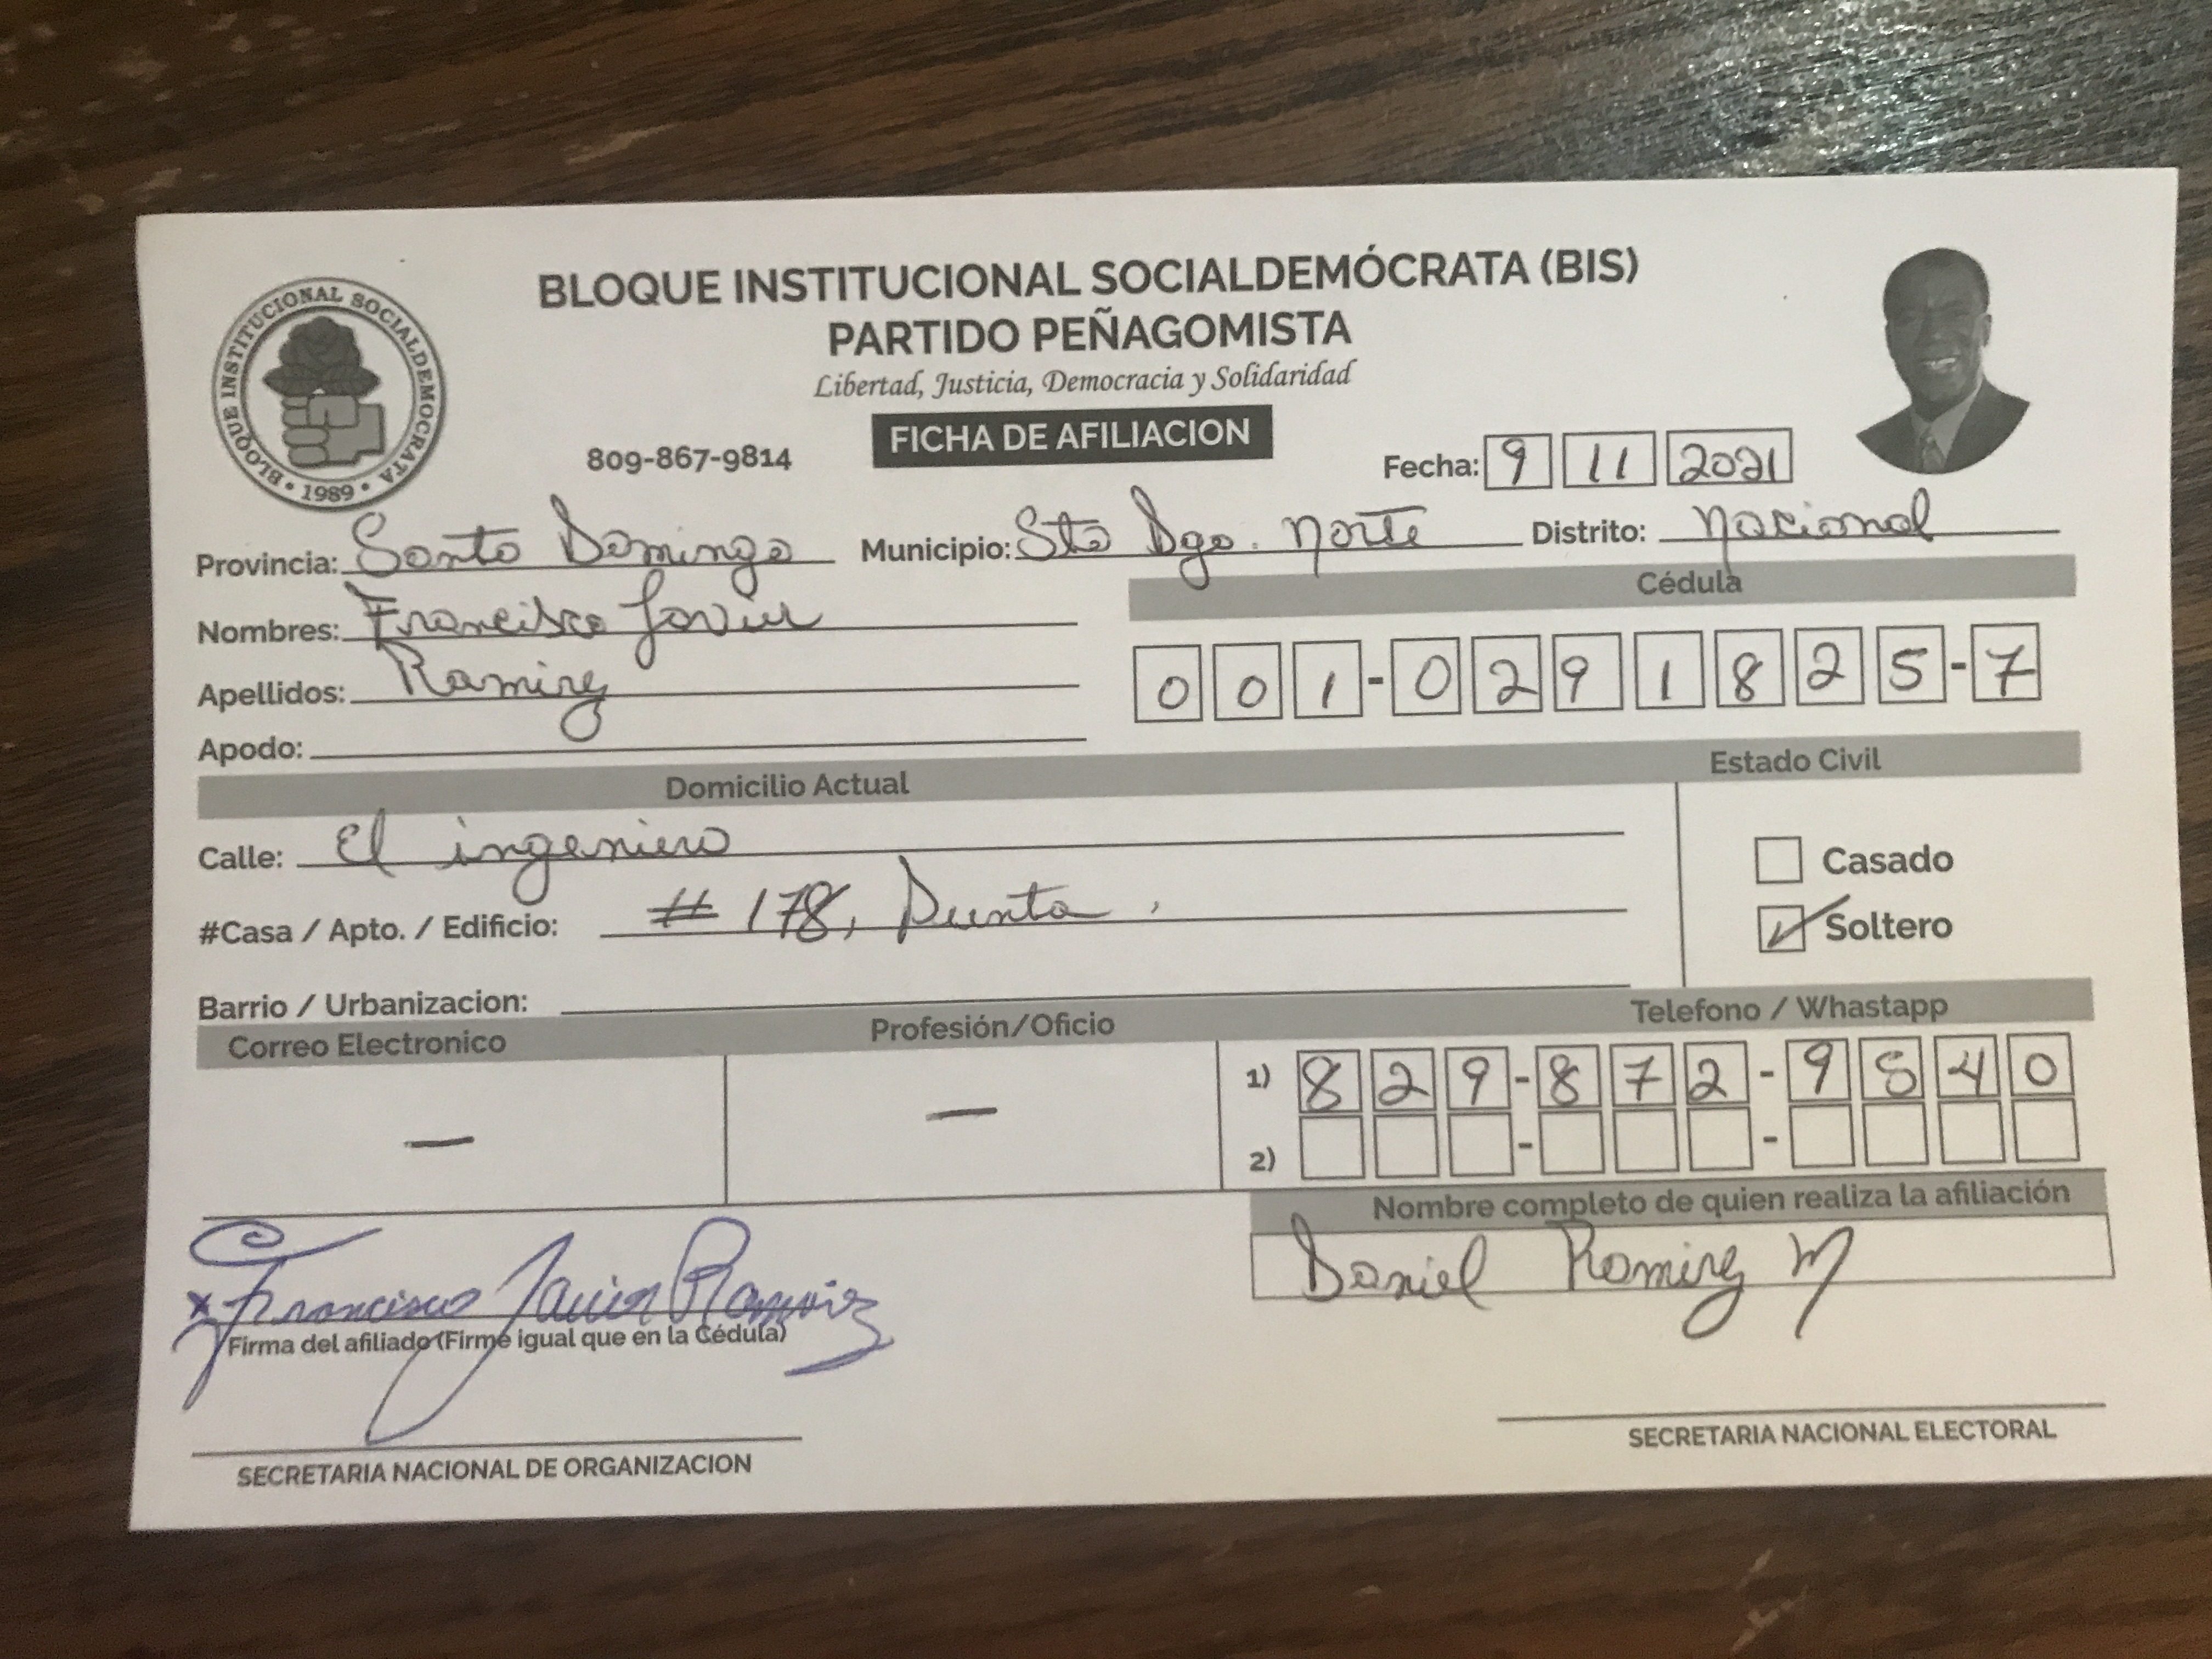 BLOQUE INSTITUCIONAL SOCIALDEMÓCRATA (BIS)
PARTIDO PEÑAGOMISTA
Libertad, Justicia, Democracia y Solidaridad
BLOQUE INSTITUCIONAL SOCIALDEMOCRATA • 1989 •
809-867-9814
FICHA DE AFILIACION
Fecha: 9 11 2021
Provincia: Santo Domingo Municipio: Sto Dgo. Norte Distrito: Nacional
Cédula
Nombres: Francisco Javier
001-0291825-7
Apellidos: Ramirez
Apodo:
Domicilio Actual
Estado Civil
Calle: El ingeniero
Casado
#Casa / Apto. / Edificio: # 178, Punta,
Soltero
Barrio / Urbanizacion:
Correo Electronico
Profesión/Oficio
Telefono / Whastapp
1) 829-872-9540
— —
2)
Nombre completo de quien realiza la afiliación
Daniel Ramirez M
x Francisco Javier Ramirez
Firma del afiliado (Firme igual que en la Cédula)
SECRETARIA NACIONAL DE ORGANIZACION
SECRETARIA NACIONAL ELECTORAL